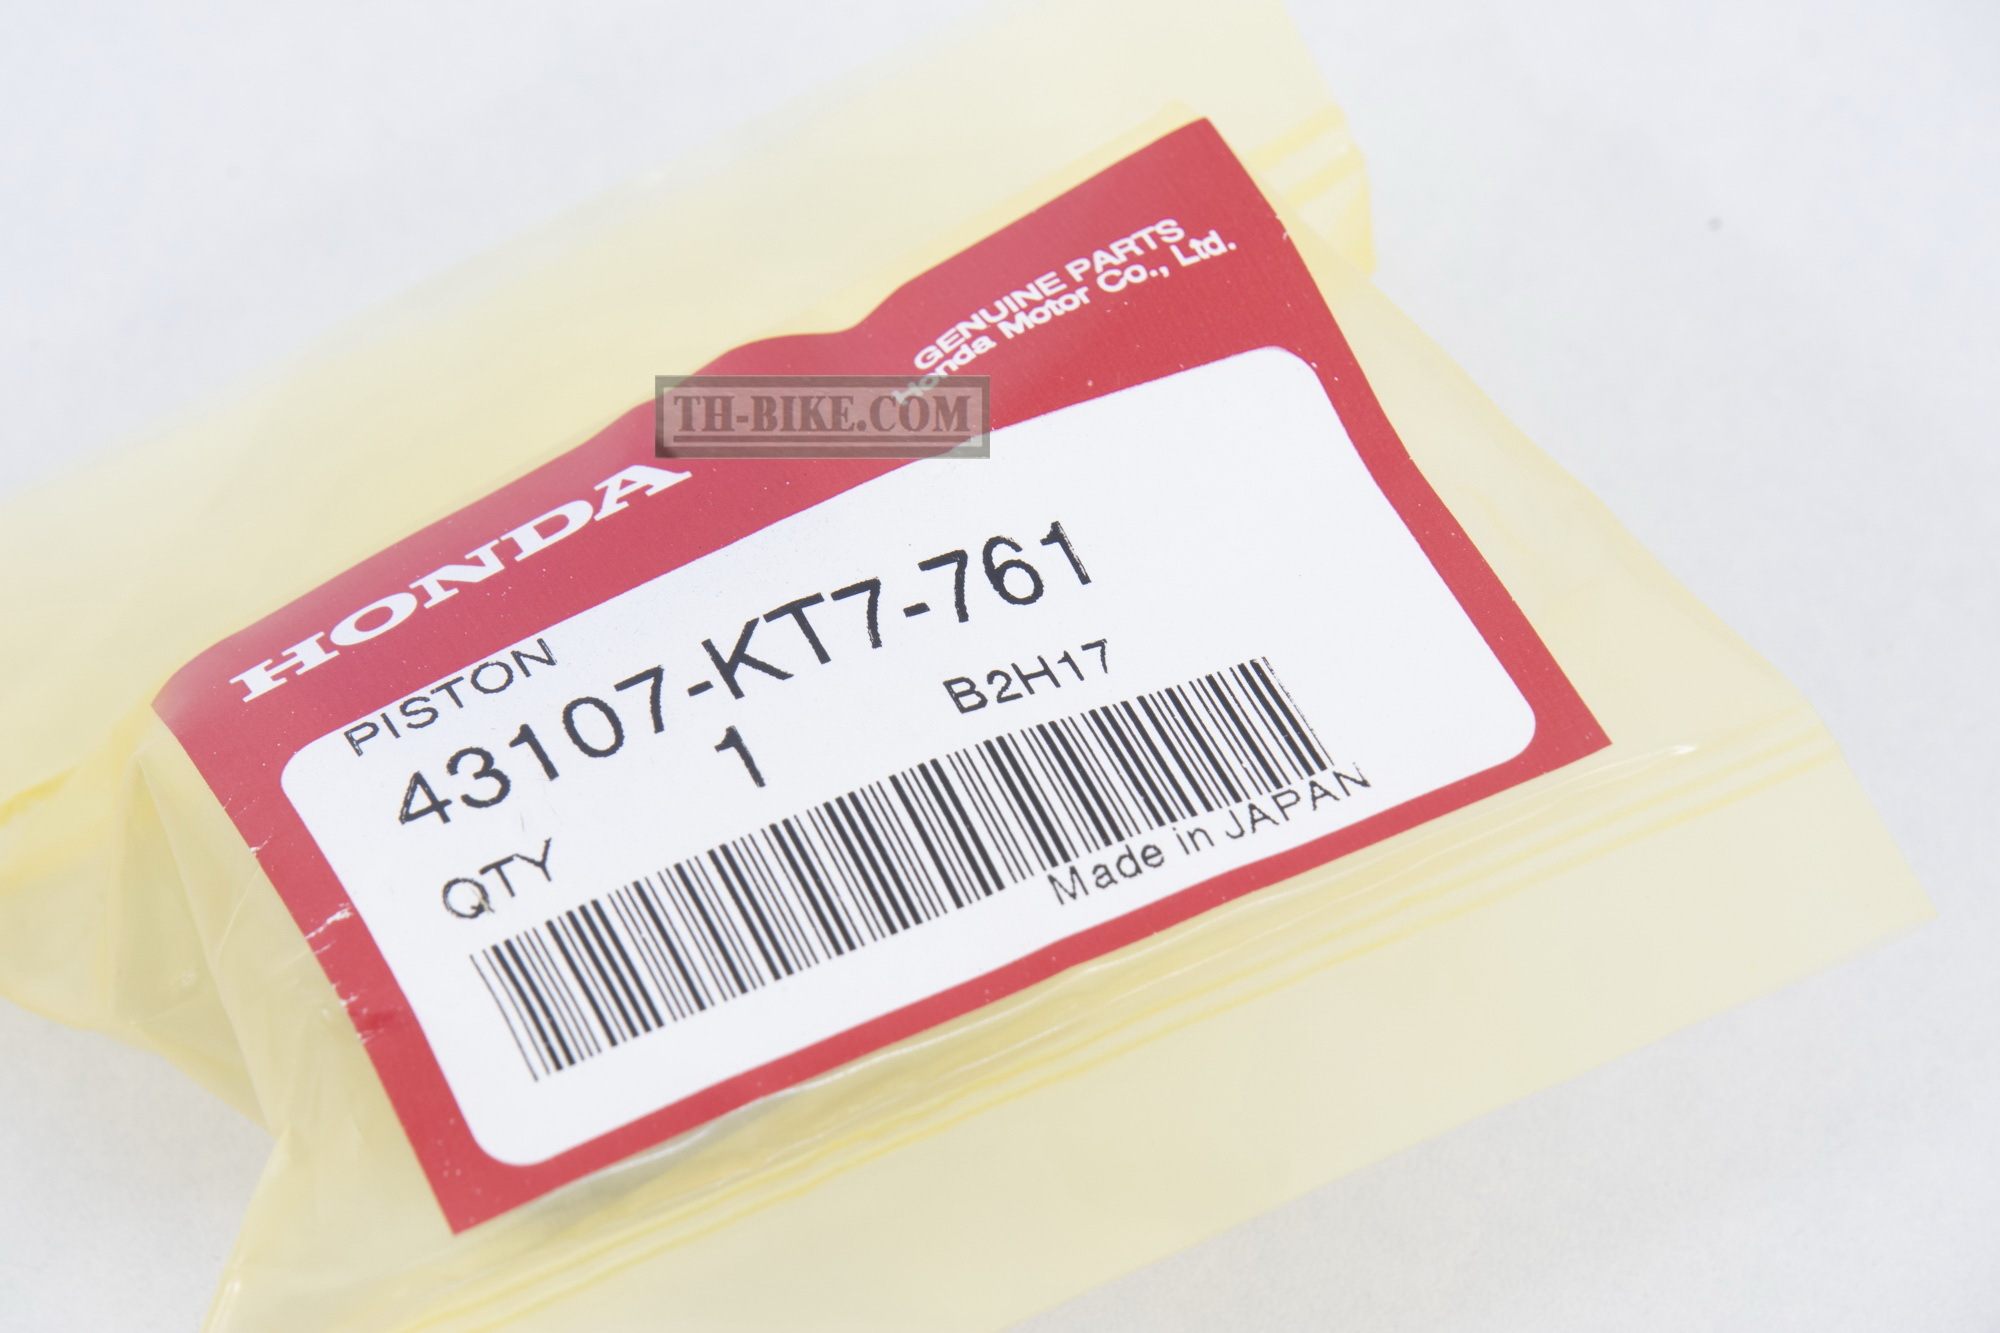 GENUINE PARTS
Honda Motor Co., Ltd.
TH-BIKE.COM
HONDA
PISTON
43107-KT7-761
QTY 1 B2H17
Made in JAPAN